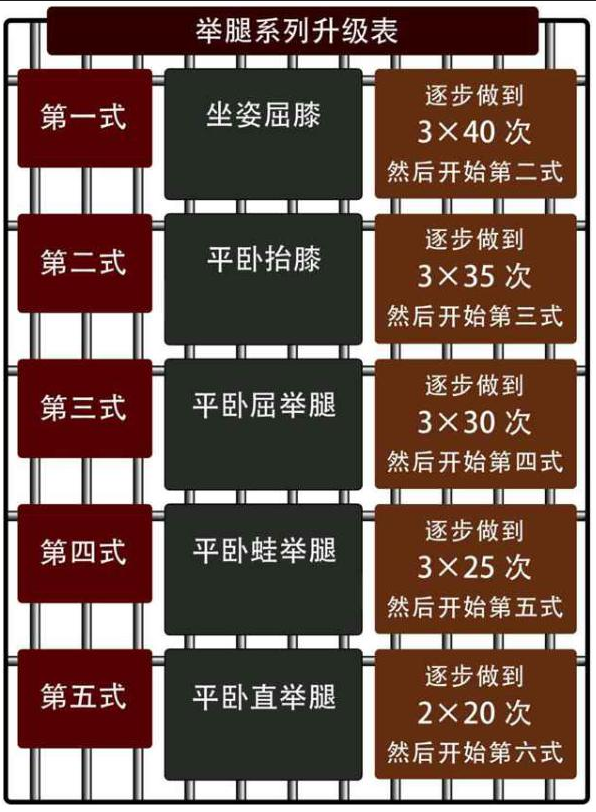 举腿系列升级表
第一式
坐姿屈膝
逐步做到
3×40 次
然后开始第二式
第二式
平卧抬膝
逐步做到
3×35 次
然后开始第三式
第三式
平卧屈举腿
逐步做到
3×30 次
然后开始第四式
第四式
平卧蛙举腿
逐步做到
3×25 次
然后开始第五式
第五式
平卧直举腿
逐步做到
2×20 次
然后开始第六式